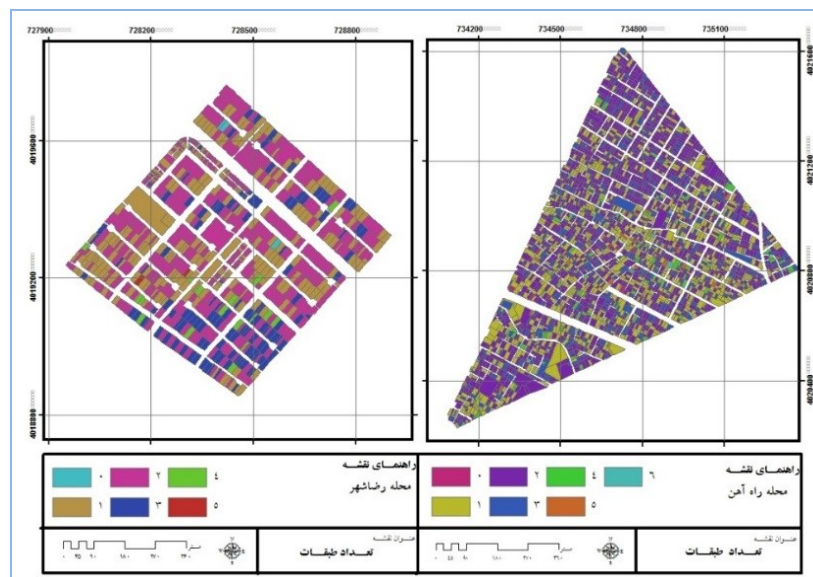 727900 728200 728500 728800
734200 734500 734800 735100
4019600
4019200
4018800
4021600
4021200
4020800
4020400
راهنمای نقشه
محله رضاشهر
۰ ۲ ۴
۱ ۳ ۵
راهنمای نقشه
محله راه آهن
۰ ۲ ۴ ۶
۱ ۳ ۵
عنوان نقشه
تعداد طبقات
متر
عنوان نقشه
تعداد طبقات
متر